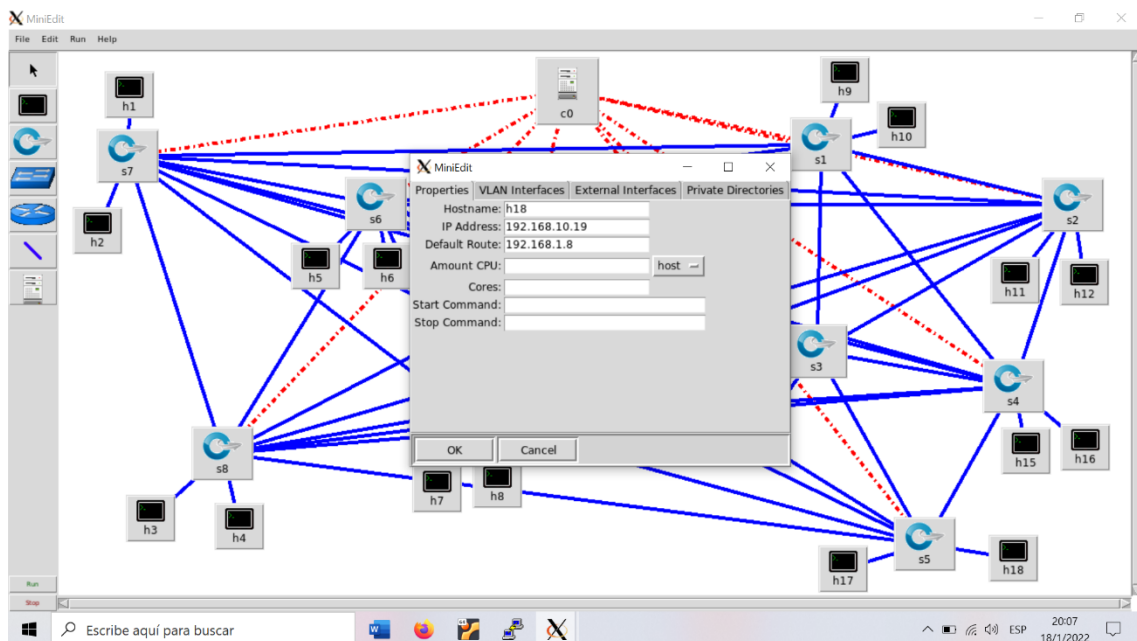 MiniEdit
File Edit Run Help
h1
c0
h9
h10
s7
s1
MiniEdit
Properties VLAN Interfaces External Interfaces Private Directories
Hostname: h18
IP Address: 192.168.10.19
Default Route: 192.168.1.8
Amount CPU: host
Cores:
Start Command:
Stop Command:
OK Cancel
s6
s2
h2
h5
h6
h11
h12
s3
s4
h15
h16
s8
h7
h8
h3
h4
s5
h17
h18
Run
Stop
Escribe aquí para buscar
ESP
20:07
18/1/2022